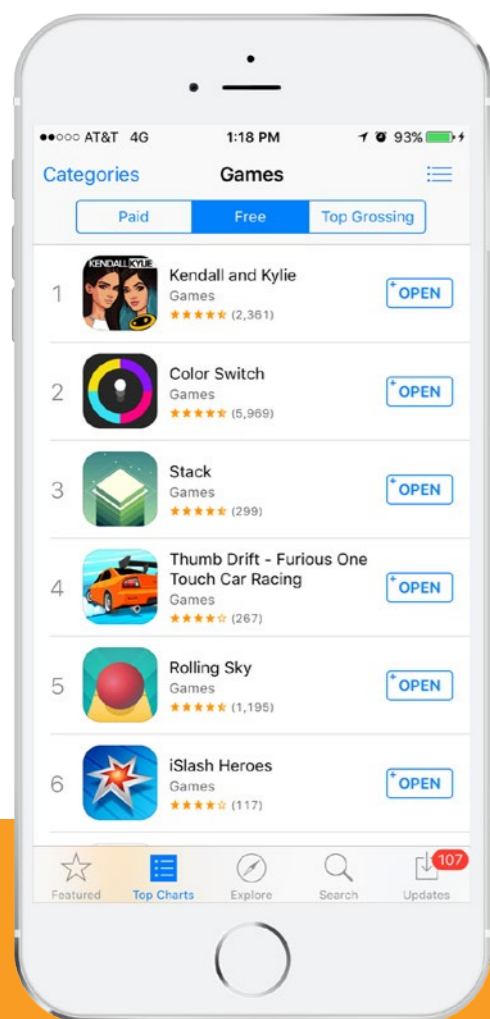 AT&T 4G 1:18 PM 93%
Categories Games
Paid Free Top Grossing
1 KENDALL KYLIE Kendall and Kylie
Games
(2,361)
OPEN
2 Color Switch
Games
(5,969)
OPEN
3 Stack
Games
(299)
OPEN
4 Thumb Drift - Furious One
Touch Car Racing
Games
(267)
OPEN
5 Rolling Sky
Games
(1,195)
OPEN
6 iSlash Heroes
Games
(117)
OPEN
107
Featured Top Charts Explore Search Updates